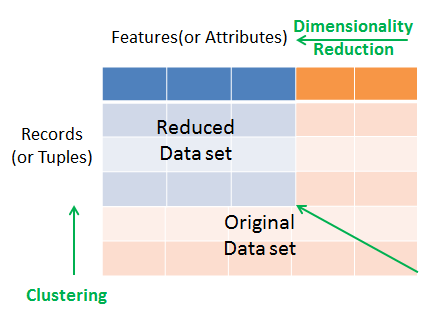 Features(or Attributes)
Dimensionality
Reduction
Records
(or Tuples)
Reduced
Data set
Original
Data set
Clustering